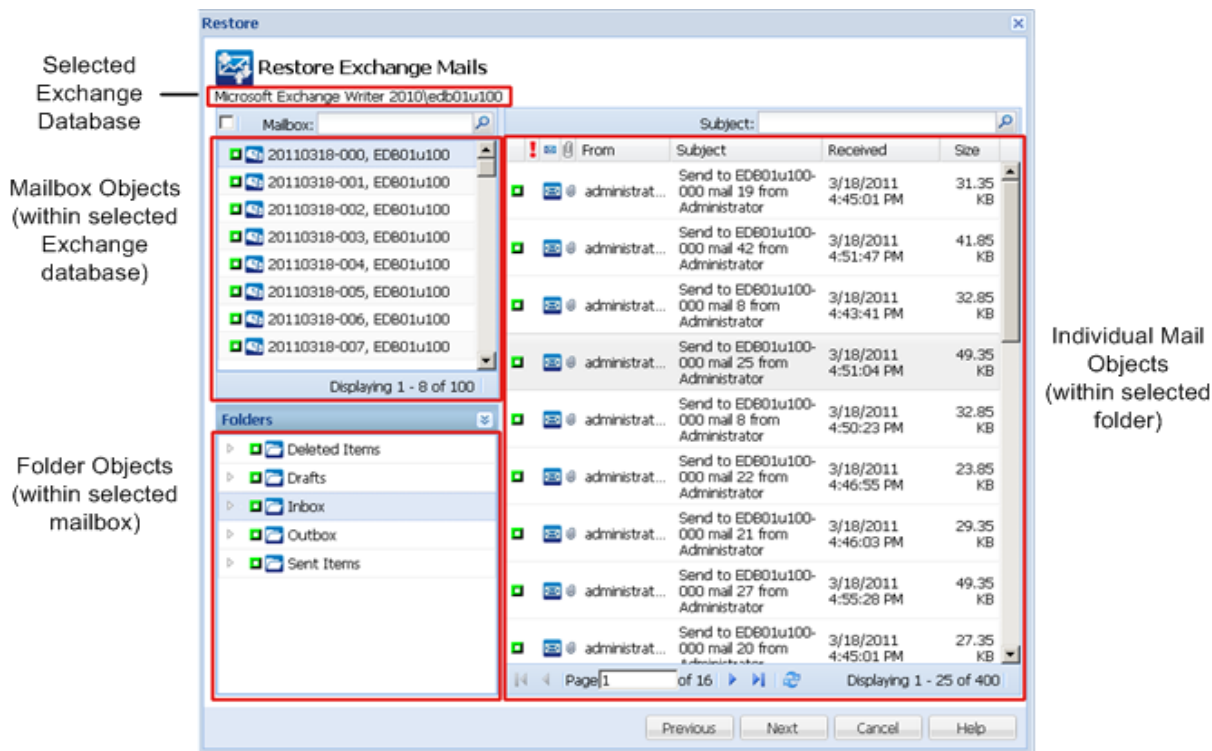 Restore
Restore Exchange Mails
Selected
Exchange
Database
Microsoft Exchange Writer 2010\edb01u100
Mailbox:
Mailbox Objects
(within selected
Exchange
database)
20110318-000, EDB01u100
20110318-001, EDB01u100
20110318-002, EDB01u100
20110318-003, EDB01u100
20110318-004, EDB01u100
20110318-005, EDB01u100
20110318-006, EDB01u100
20110318-007, EDB01u100
Displaying 1 - 8 of 100
Folders
Folder Objects
(within selected
mailbox)
Deleted Items
Drafts
Inbox
Outbox
Sent Items
Subject:
From Subject Received Size
administrat... Send to EDB01u100-
000 mail 19 from
Administrator
3/18/2011
4:45:01 PM
31.35
KB
administrat... Send to EDB01u100-
000 mail 42 from
Administrator
3/18/2011
4:51:47 PM
41.85
KB
administrat... Send to EDB01u100-
000 mail 8 from
Administrator
3/18/2011
4:43:41 PM
32.85
KB
administrat... Send to EDB01u100-
000 mail 25 from
Administrator
3/18/2011
4:51:04 PM
49.35
KB
administrat... Send to EDB01u100-
000 mail 8 from
Administrator
3/18/2011
4:50:23 PM
32.85
KB
administrat... Send to EDB01u100-
000 mail 22 from
Administrator
3/18/2011
4:46:55 PM
23.85
KB
administrat... Send to EDB01u100-
000 mail 21 from
Administrator
3/18/2011
4:46:03 PM
29.35
KB
administrat... Send to EDB01u100-
000 mail 27 from
Administrator
3/18/2011
4:55:28 PM
49.35
KB
administrat... Send to EDB01u100-
000 mail 20 from
Administrator
3/18/2011
4:45:01 PM
27.35
KB
Page 1 of 16
Displaying 1 - 25 of 400
Individual Mail
Objects
(within selected
folder)
Previous
Next
Cancel
Help